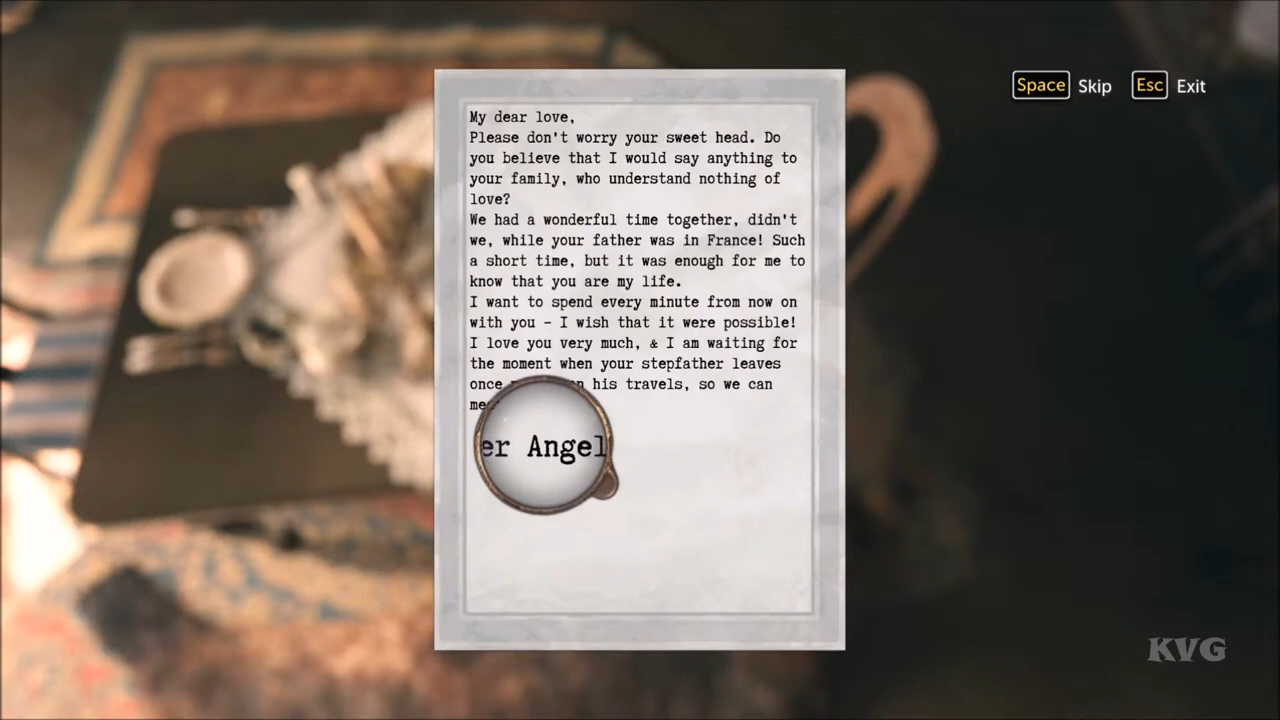 Space Skip Esc Exit
My dear love,
Please don't worry your sweet head. Do
you believe that I would say anything to
your family, who understand nothing of
love?
We had a wonderful time together, didn't
we, while your father was in France! Such
a short time, but it was enough for me to
know that you are my life.
I want to spend every minute from now on
with you - I wish that it were possible!
I love you very much, & I am waiting for
the moment when your stepfather leaves
once his travels, so we can
er Angel
KVG